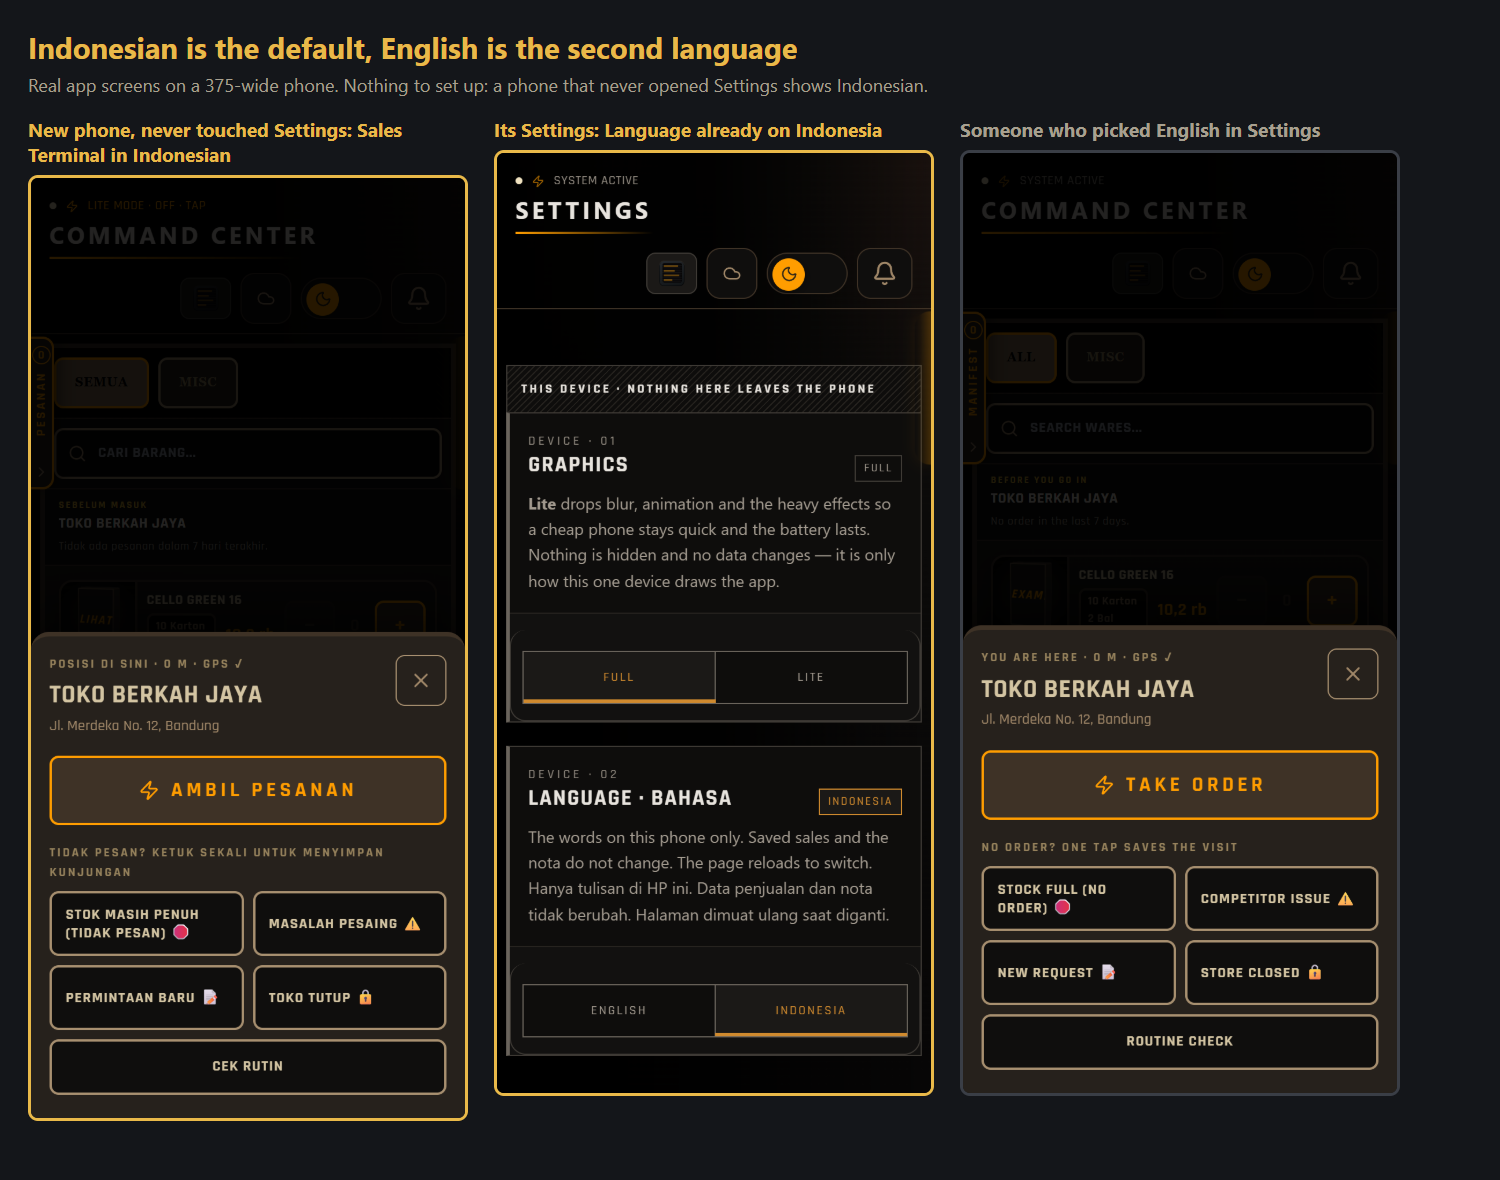 Indonesian is the default, English is the second language
Real app screens on a 375-wide phone. Nothing to set up: a phone that never opened Settings shows Indonesian.
New phone, never touched Settings: Sales
Terminal in Indonesian
LITE MODE · OFF · TAP
COMMAND CENTER
0
PESANAN
SEMUA
MISC
CARI BARANG...
SEBELUM MASUK
TOKO BERKAH JAYA
Tidak ada pesanan dalam 7 hari terakhir.
CELLO GREEN 16
LIHAT
10 Karton
+
POSISI DI SINI · 0 M · GPS ✓
TOKO BERKAH JAYA
Jl. Merdeka No. 12, Bandung
AMBIL PESANAN
TIDAK PESAN? KETUK SEKALI UNTUK MENYIMPAN
KUNJUNGAN
STOK MASIH PENUH
(TIDAK PESAN)
MASALAH PESAING
PERMINTAAN BARU
TOKO TUTUP
CEK RUTIN
Its Settings: Language already on Indonesia
SYSTEM ACTIVE
SETTINGS
THIS DEVICE · NOTHING HERE LEAVES THE PHONE
DEVICE · 01
GRAPHICS
FULL
Lite drops blur, animation and the heavy effects so
a cheap phone stays quick and the battery lasts.
Nothing is hidden and no data changes — it is only
how this one device draws the app.
FULL
LITE
DEVICE · 02
LANGUAGE · BAHASA
INDONESIA
The words on this phone only. Saved sales and the
nota do not change. The page reloads to switch.
Hanya tulisan di HP ini. Data penjualan dan nota
tidak berubah. Halaman dimuat ulang saat diganti.
ENGLISH
INDONESIA
Someone who picked English in Settings
SYSTEM ACTIVE
COMMAND CENTER
0
MANIFEST
ALL
MISC
SEARCH WARES...
BEFORE YOU GO IN
TOKO BERKAH JAYA
No order in the last 7 days.
CELLO GREEN 16
EXAM
10 Karton
10,2 rb
0
+
YOU ARE HERE · 0 M · GPS ✓
TOKO BERKAH JAYA
Jl. Merdeka No. 12, Bandung
TAKE ORDER
NO ORDER? ONE TAP SAVES THE VISIT
STOCK FULL (NO
ORDER)
COMPETITOR ISSUE
NEW REQUEST
STORE CLOSED
ROUTINE CHECK